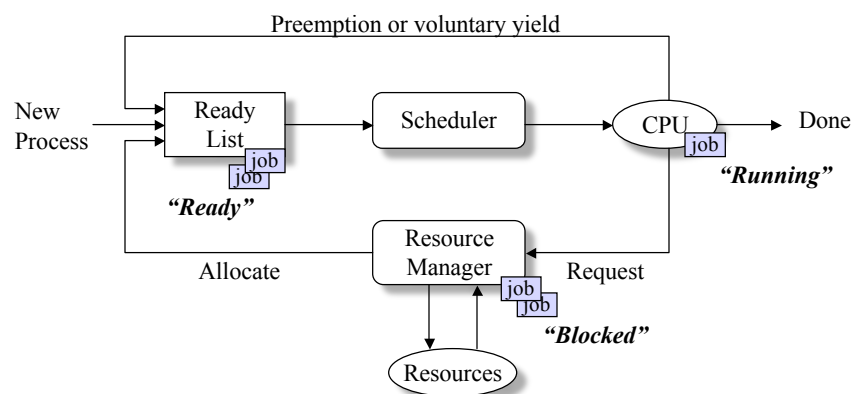 Preemption or voluntary yield
New
Process
Ready
List
Scheduler
CPU
Done
job
job
job
“Ready”
“Running”
Allocate
Resource
Manager
Request
job
job
“Blocked”
Resources